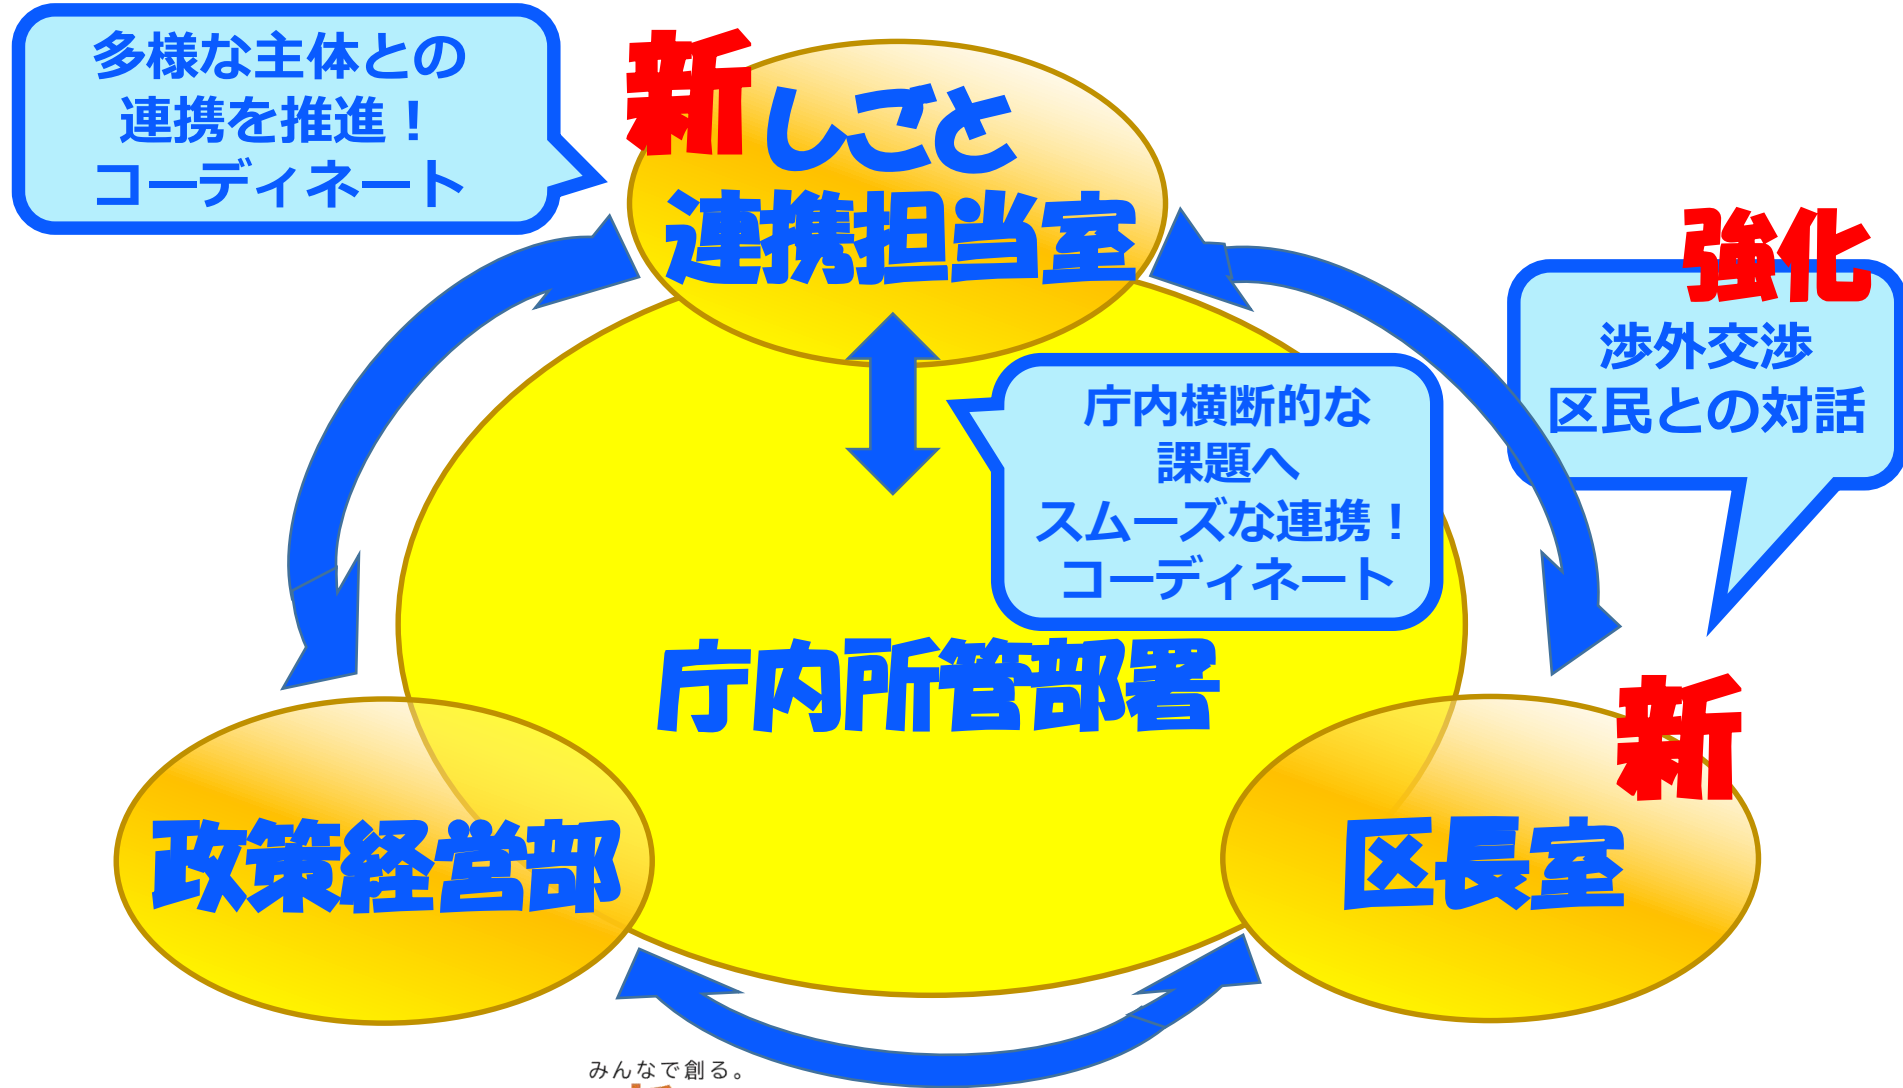 多様な主体との
連携を推進！
コーディネート
新
しごと
連携担当室
強化
渉外交渉
区民との対話
庁内横断的な
課題へ
スムーズな連携！
コーディネート
庁内所管部署
新
政策経営部
区長室
みんなで創る。